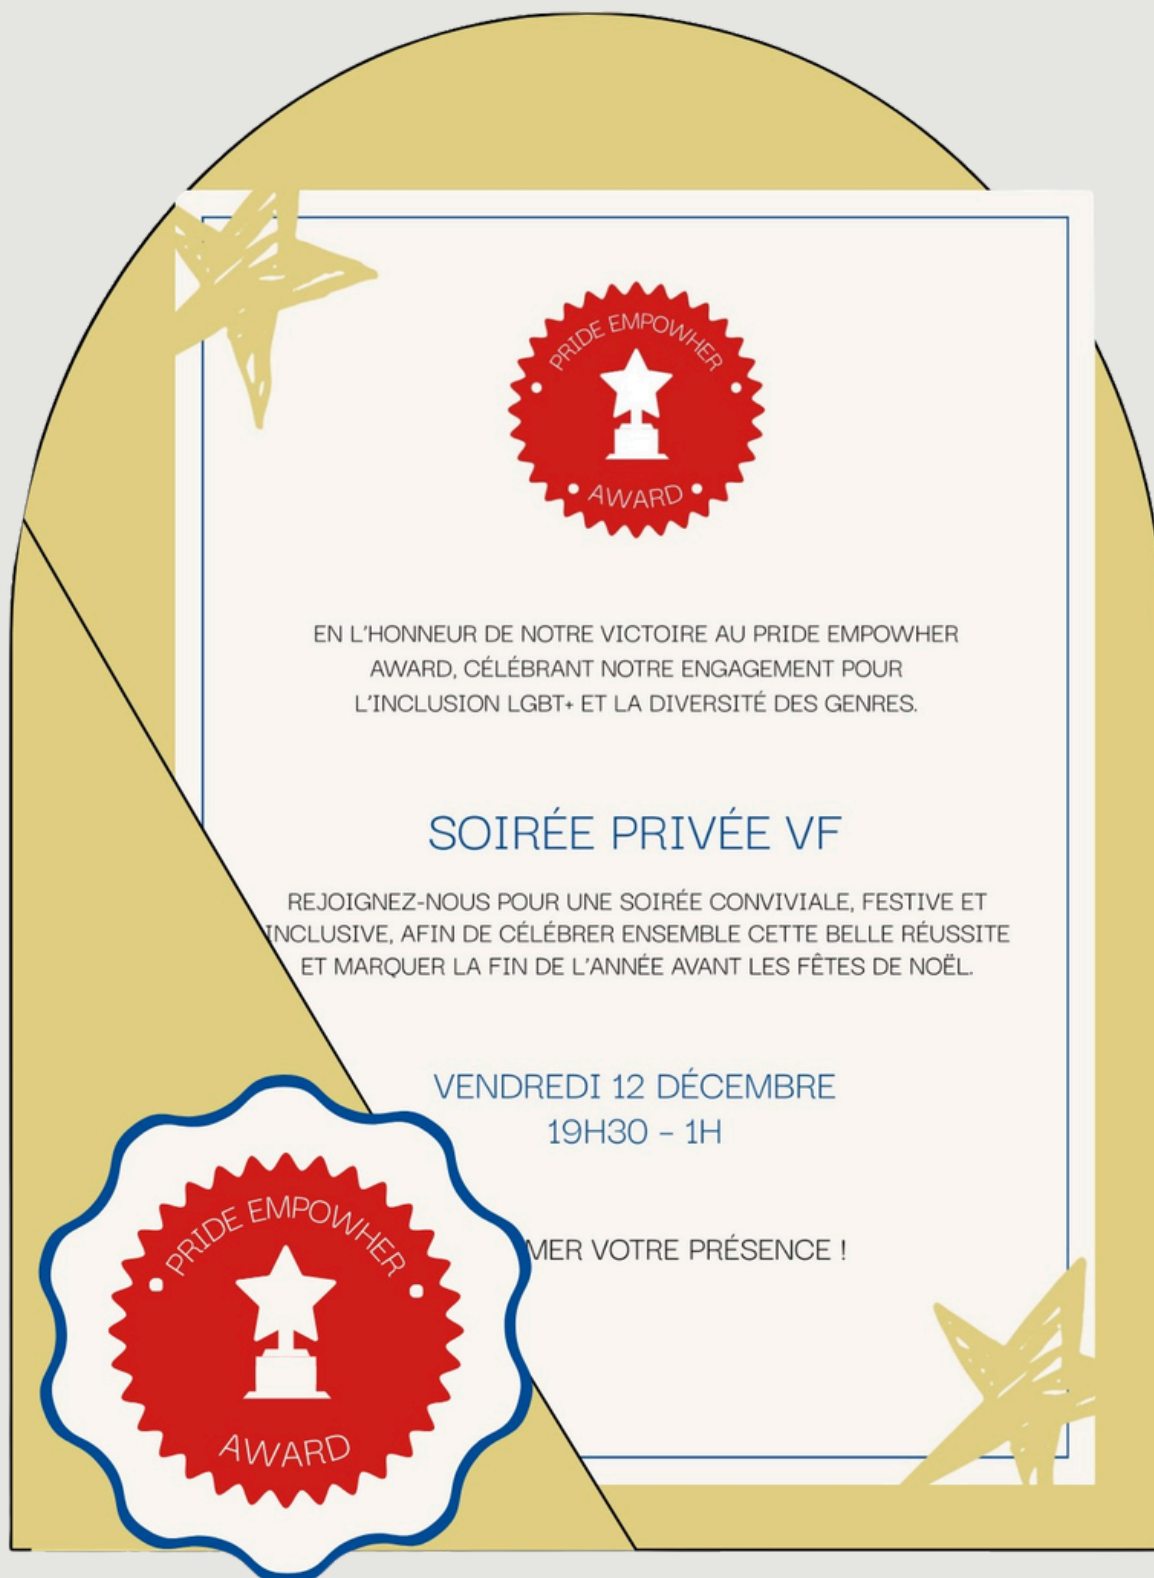 PRIDE EMPOWHER
AWARD
EN L'HONNEUR DE NOTRE VICTOIRE AU PRIDE EMPOWHER
AWARD, CÉLÉBRANT NOTRE ENGAGEMENT POUR
L'INCLUSION LGBT+ ET LA DIVERSITÉ DES GENRES.
SOIRÉE PRIVÉE VF
REJOIGNEZ-NOUS POUR UNE SOIRÉE CONVIVIALE, FESTIVE ET
INCLUSIVE, AFIN DE CÉLÉBRER ENSEMBLE CETTE BELLE RÉUSSITE
ET MARQUER LA FIN DE L'ANNÉE AVANT LES FÊTES DE NOËL.
VENDREDI 12 DÉCEMBRE
19H30 – 1H
VOTRE PRÉSENCE !
PRIDE EMPOWHER
AWARD